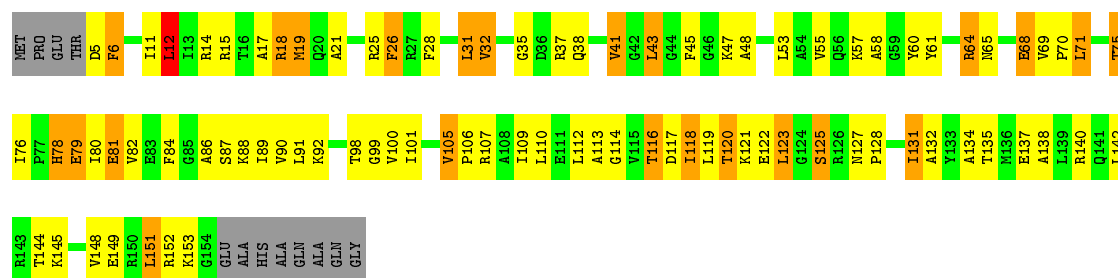 MET PRO GLU THR D5 F6 I11 L12 I13 R14 R15 T16 A17 R18 M19 Q20 A21 R25 F26 R27 F28 L31 V32 G35 D36 R37 Q38 V41 G42 L43 G44 F45 G46 K47 A48 L53 A54 V55 Q56 K57 A58 G59 Y60 Y61 R64 N65 E68 V69 P70 L71 T75
I76 P77 H78 E79 I80 E81 V82 E83 F84 G85 A86 S87 K88 I89 V90 L91 K92 T98 G99 V100 I101 V105 P106 R107 A108 I109 L110 E111 L112 A113 G114 V115 T116 D117 I118 L119 T120 K121 E122 L123 G124 S125 R126 N127 P128 I131 A132 Y133 A134 T135 M136 E137 A138 L139 R140 Q141 L142
R143 T144 K145 V148 E149 R150 L151 R152 K153 G154 GLU ALA HIS ALA GLN ALA GLN GLY